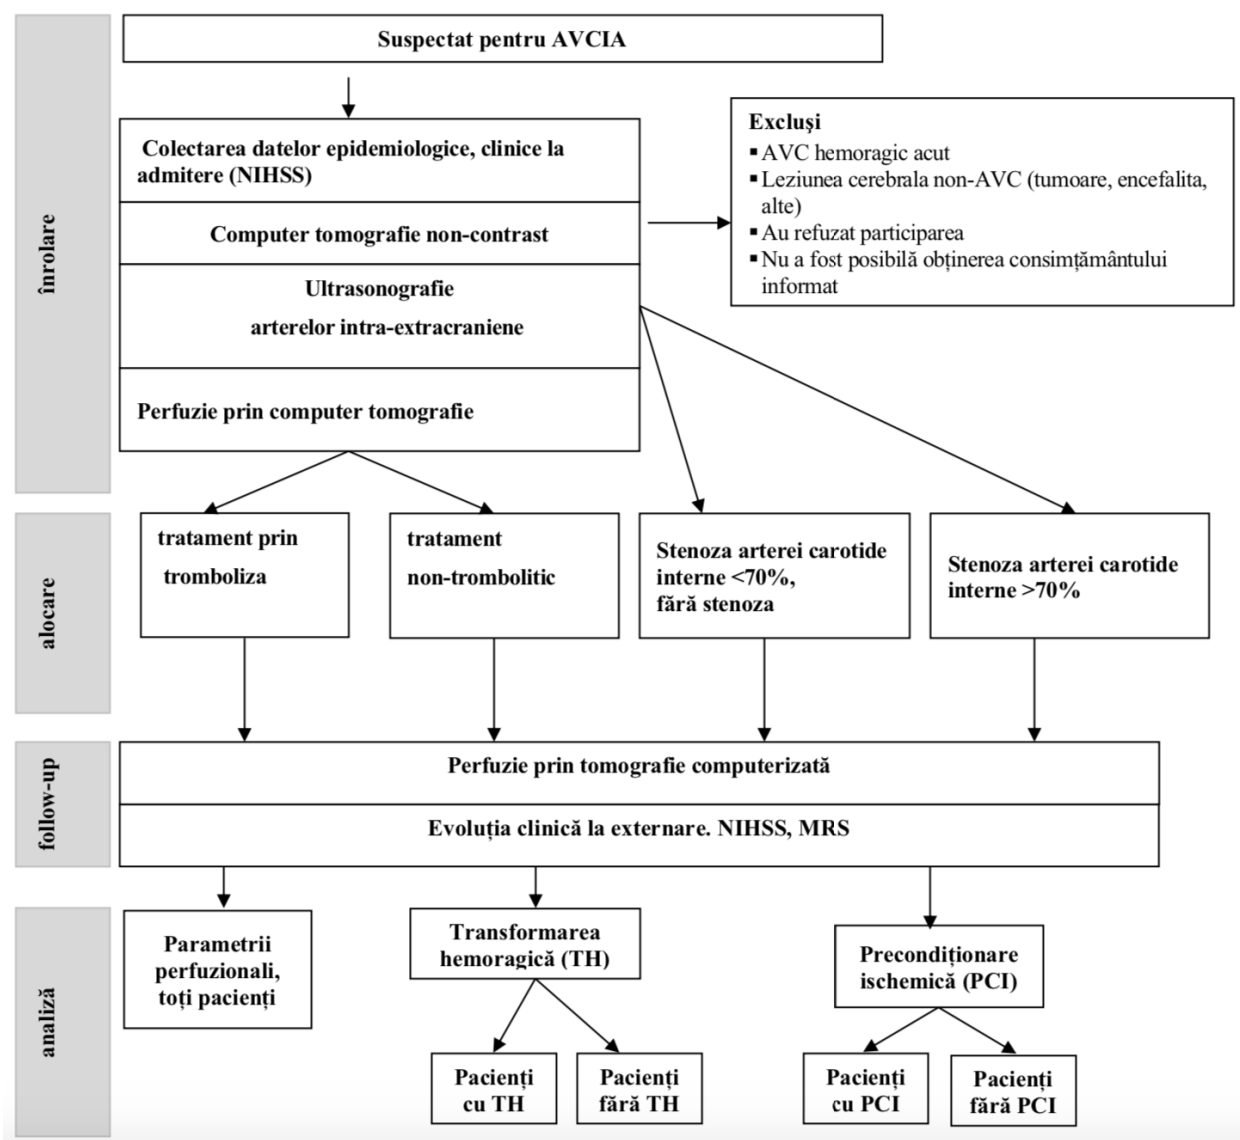 Suspectat pentru AVCIA
înrolare
Colectarea datelor epidemiologice, clinice la
admitere (NIHSS)
Computer tomografie non-contrast
Ultrasonografie
arterelor intra-extracraniene
Perfuzie prin computer tomografie
Excluși
▪ AVC hemoragic acut
▪ Leziunea cerebrala non-AVC (tumoare, encefalita,
alte)
▪ Au refuzat participarea
▪ Nu a fost posibilă obținerea consimțământului
informat
alocare
tratament prin
tromboliza
tratament
non-trombolitic
Stenoza arterei carotide
interne <70%,
fără stenoza
Stenoza arterei carotide
interne >70%
follow-up
Perfuzie prin tomografie computerizată
Evoluția clinică la externare. NIHSS, MRS
analiză
Parametrii
perfuzionali,
toți pacienți
Transformarea
hemoragică (TH)
Pacienți
cu TH
Pacienți
fără TH
Precondiționare
ischemică (PCI)
Pacienți
cu PCI
Pacienți
fără PCI